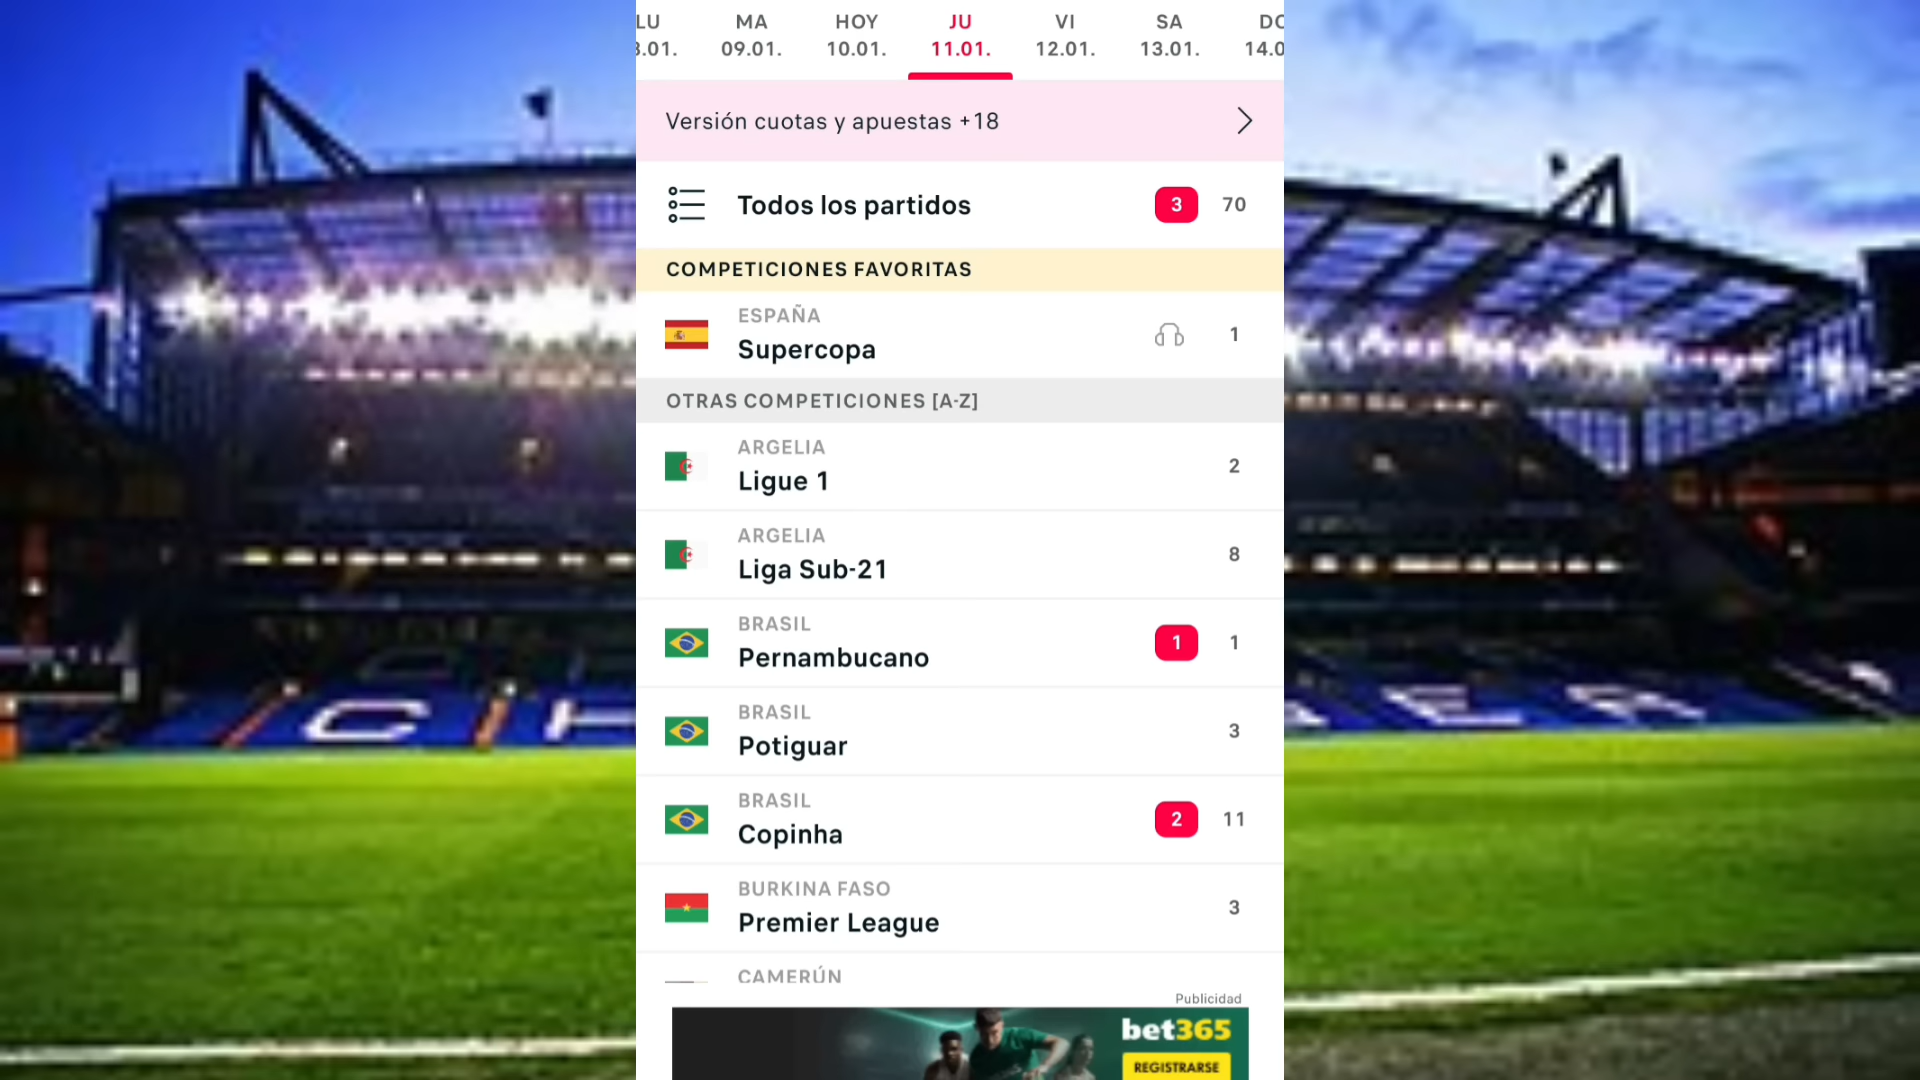 LU MA HOY JU VI SA DO
8.01. 09.01. 10.01. 11.01. 12.01. 13.01. 14.0
Versión cuotas y apuestas +18
Todos los partidos 3 70
COMPETICIONES FAVORITAS
ESPAÑA
Supercopa 1
OTRAS COMPETICIONES [A-Z]
ARGELIA
Ligue 1 2
ARGELIA
Liga Sub-21 8
BRASIL
Pernambucano 1 1
BRASIL
Potiguar 3
BRASIL
Copinha 2 11
BURKINA FASO
Premier League 3
CAMERÚN
Publicidad
bet365
REGISTRARSE
C H
E R